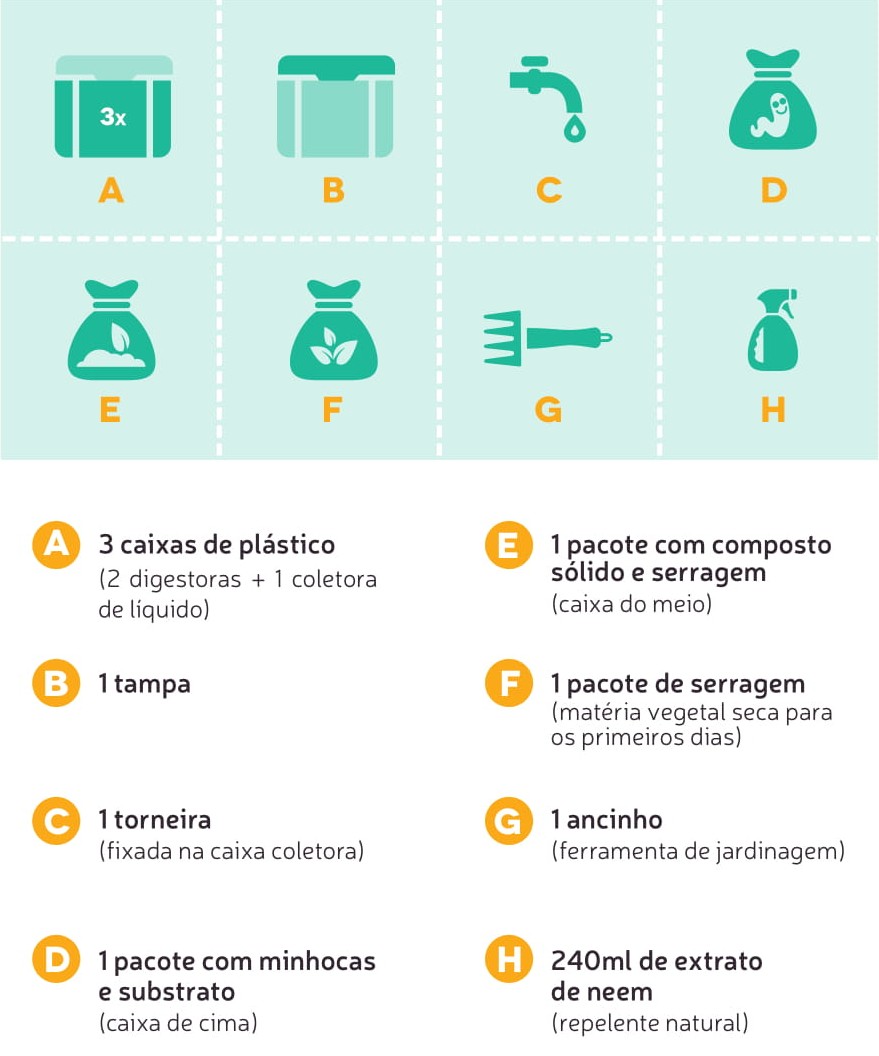 3x
A
B
C
D
E
F
G
H
A
3 caixas de plástico
(2 digestoras + 1 coletora
de líquido)
B
1 tampa
C
1 torneira
(fixada na caixa coletora)
D
1 pacote com minhocas
e substrato
(caixa de cima)
E
1 pacote com composto
sólido e serragem
(caixa do meio)
F
1 pacote de serragem
(matéria vegetal seca para
os primeiros dias)
G
1 ancinho
(ferramenta de jardinagem)
H
240ml de extrato
de neem
(repelente natural)